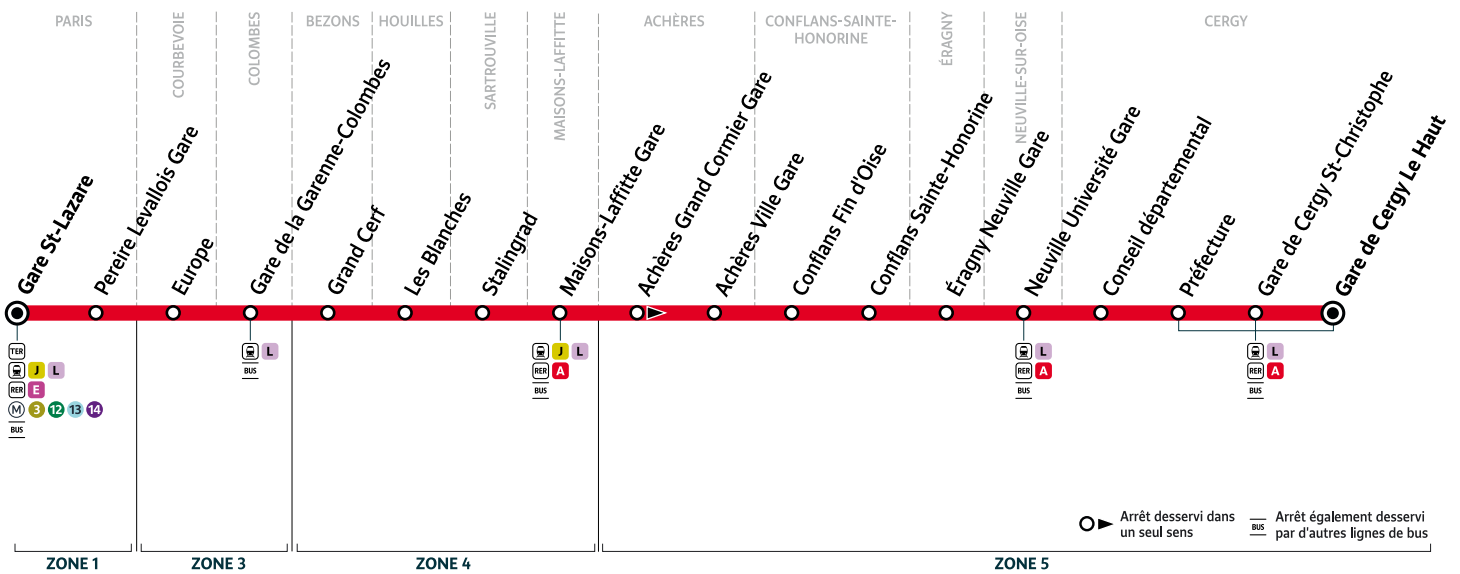 PARIS
COURBEVOIE
COLOMBES
BEZONS
HOUILLES
SARTROUVILLE
MAISONS-LAFFITTE
ACHÈRES
CONFLANS-SAINTE-
HONORINE
ÉRAGNY
NEUVILLE-SUR-OISE
CERGY
Gare St-Lazare
Pereire Levallois Gare
Europe
Gare de la Garenne-Colombes
Grand Cerf
Les Blanches
Stalingrad
Maisons-Laffitte Gare
Achères Grand Cormier Gare
Achères Ville Gare
Conflans Fin d'Oise
Conflans Sainte-Honorine
Éragny Neuville Gare
Neuville Université Gare
Conseil départemental
Préfecture
Gare de Cergy St-Christophe
Gare de Cergy Le Haut
TER
J L
RER E
M 3 12 13 14
BUS
L
BUS
J L
RER A
BUS
L
RER A
BUS
L
RER A
BUS
Arrêt desservi dans
un seul sens
BUS
Arrêt également desservi
par d'autres lignes de bus
ZONE 1
ZONE 3
ZONE 4
ZONE 5